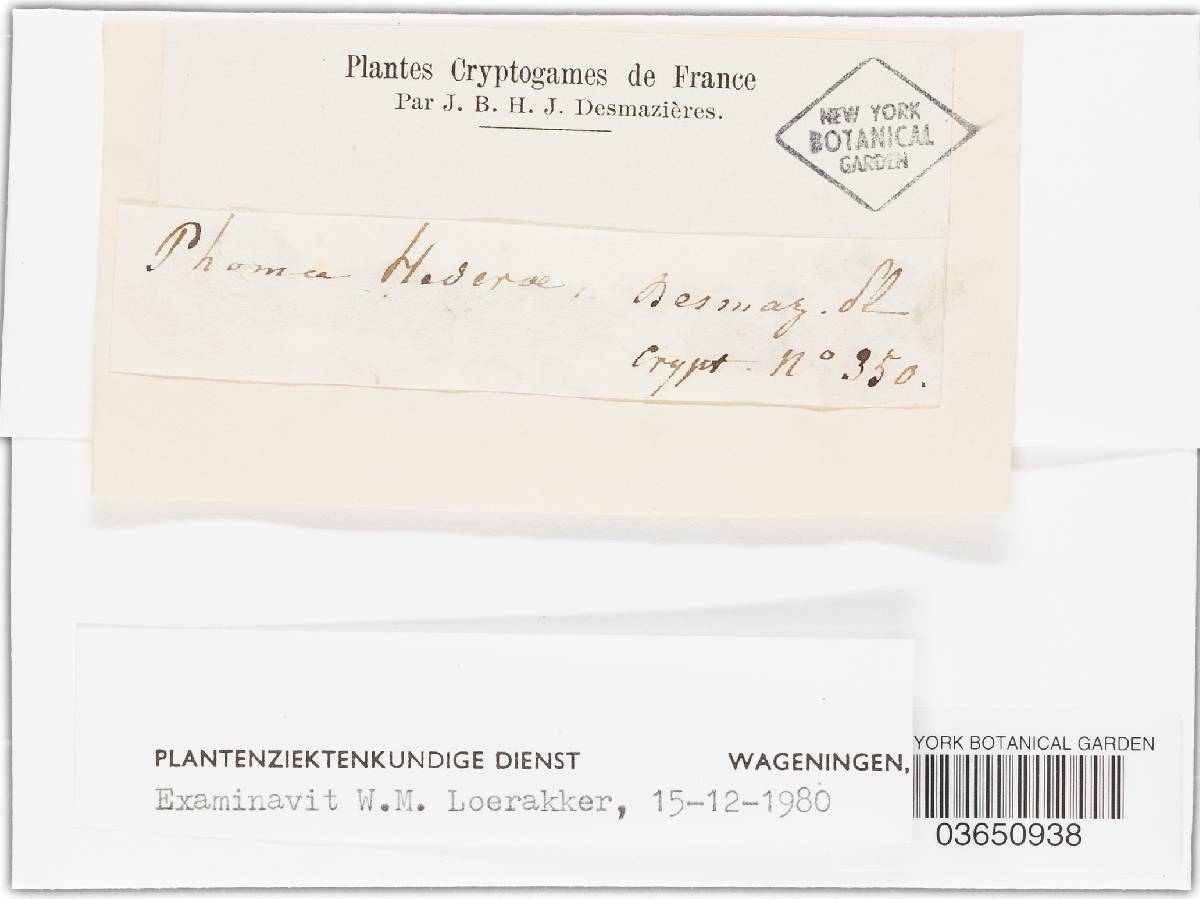 Plantes Cryptogames de France
Par J. B. H. J. Desmazières.
NEW YORK
BOTANICAL
GARDEN
Phoma Hederae, Desmaz. Pl
Crypt. No 350.
PLANTENZIEKTENKUNDIGE DIENST WAGENINGEN,
Examinavit W.M. Loerakker, 15-12-1980
YORK BOTANICAL GARDEN
03650938